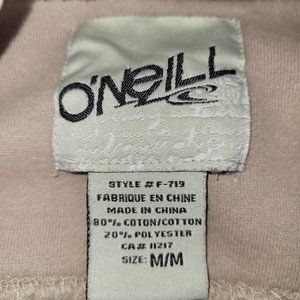 O'NEILL
STYLE # F-719
FABRIQUE EN CHINE
MADE IN CHINA
80% COTON/COTTON
20% POLYESTER
CA# 11217
SIZE: M/M